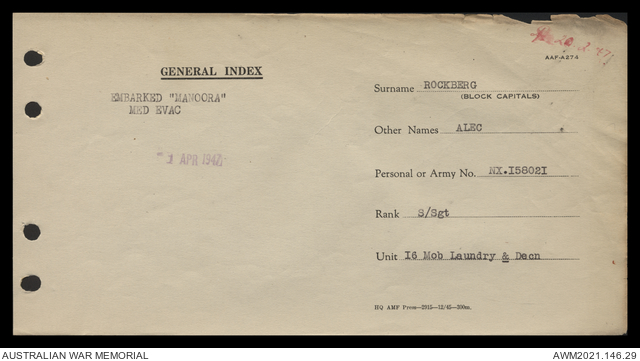 AAF-A274
GENERAL INDEX
EMBARKED "MANOORA"
MED EVAC
APR 1947
Surname ROCKBERG
(BLOCK CAPITALS)
Other Names ALEC
Personal or Army No. NX.158021
Rank S/Sgt
Unit 16 Mob Laundry & Decn
HQ AMF Press—2915—12/45—300m.
AUSTRALIAN WAR MEMORIAL
AWM2021.146.29